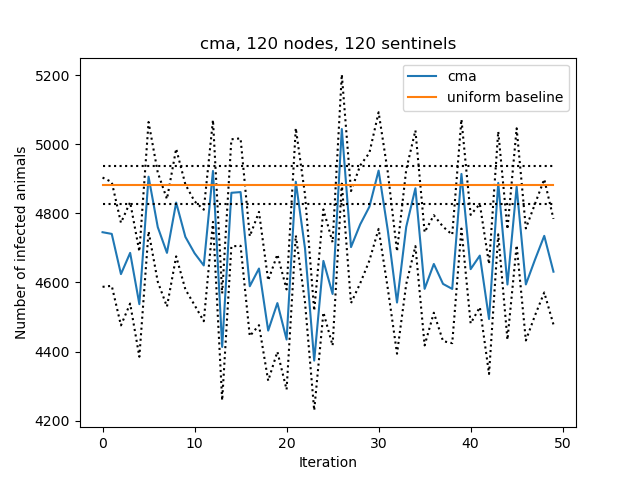 cma, 120 nodes, 120 sentinels
cma
uniform baseline
5200
5000
4800
4600
4400
4200
Number of infected animals
0 10 20 30 40 50
Iteration